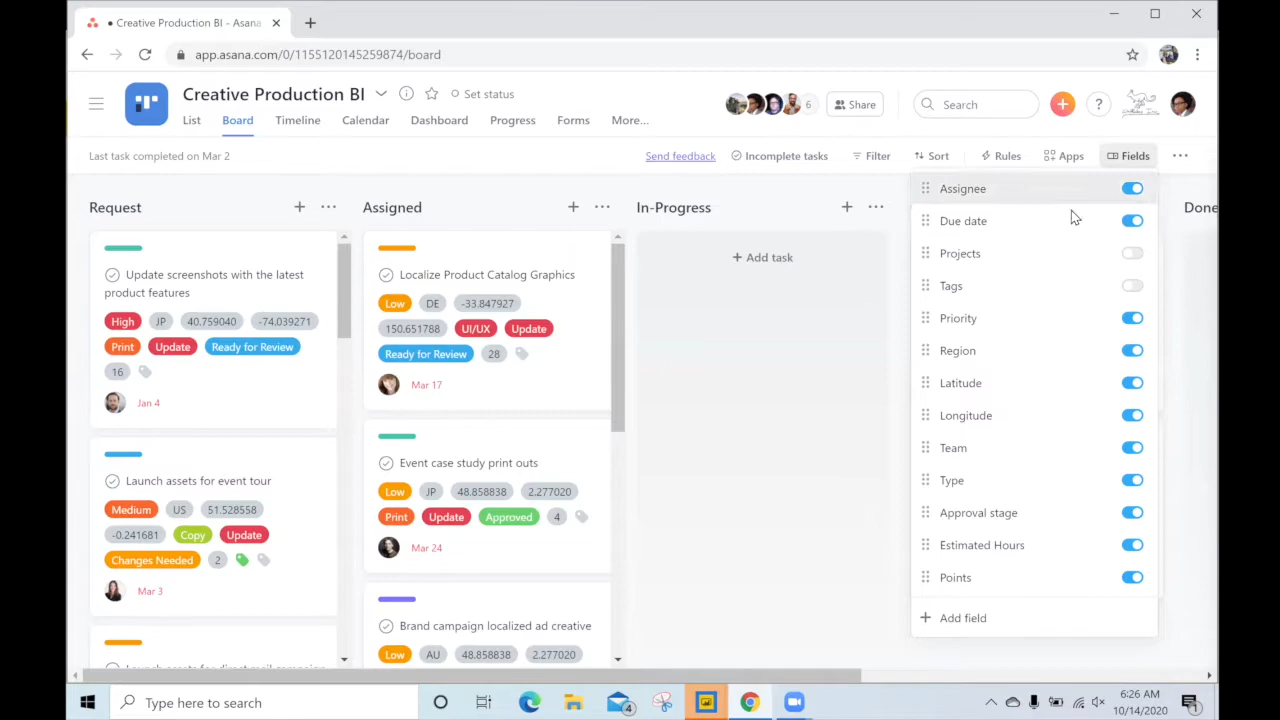 Creative Production BI - Asana
app.asana.com/0/1155120145259874/board
Creative Production BI
Set status
6
Share
Search
?
List
Board
Timeline
Calendar
Dashboard
Progress
Forms
More...
Last task completed on Mar 2
Send feedback
Incomplete tasks
Filter
Sort
Rules
Apps
Fields
Request
Update screenshots with the latest
product features
High
JP
40.759040
-74.039271
Print
Update
Ready for Review
16
Jan 4
Launch assets for event tour
Medium
US
51.528558
-0.241681
Copy
Update
Changes Needed
2
Mar 3
Launch assets for direct mail campaign
Assigned
Localize Product Catalog Graphics
Low
DE
-33.847927
150.651788
UI/UX
Update
Ready for Review
28
Mar 17
Event case study print outs
Low
JP
48.858838
2.277020
Print
Update
Approved
4
Mar 24
Brand campaign localized ad creative
Low
AU
48.858838
2.277020
In-Progress
+ Add task
Done
Assignee
Due date
Projects
Tags
Priority
Region
Latitude
Longitude
Team
Type
Approval stage
Estimated Hours
Points
+ Add field
Type here to search
4
6:26 AM
10/14/2020
1